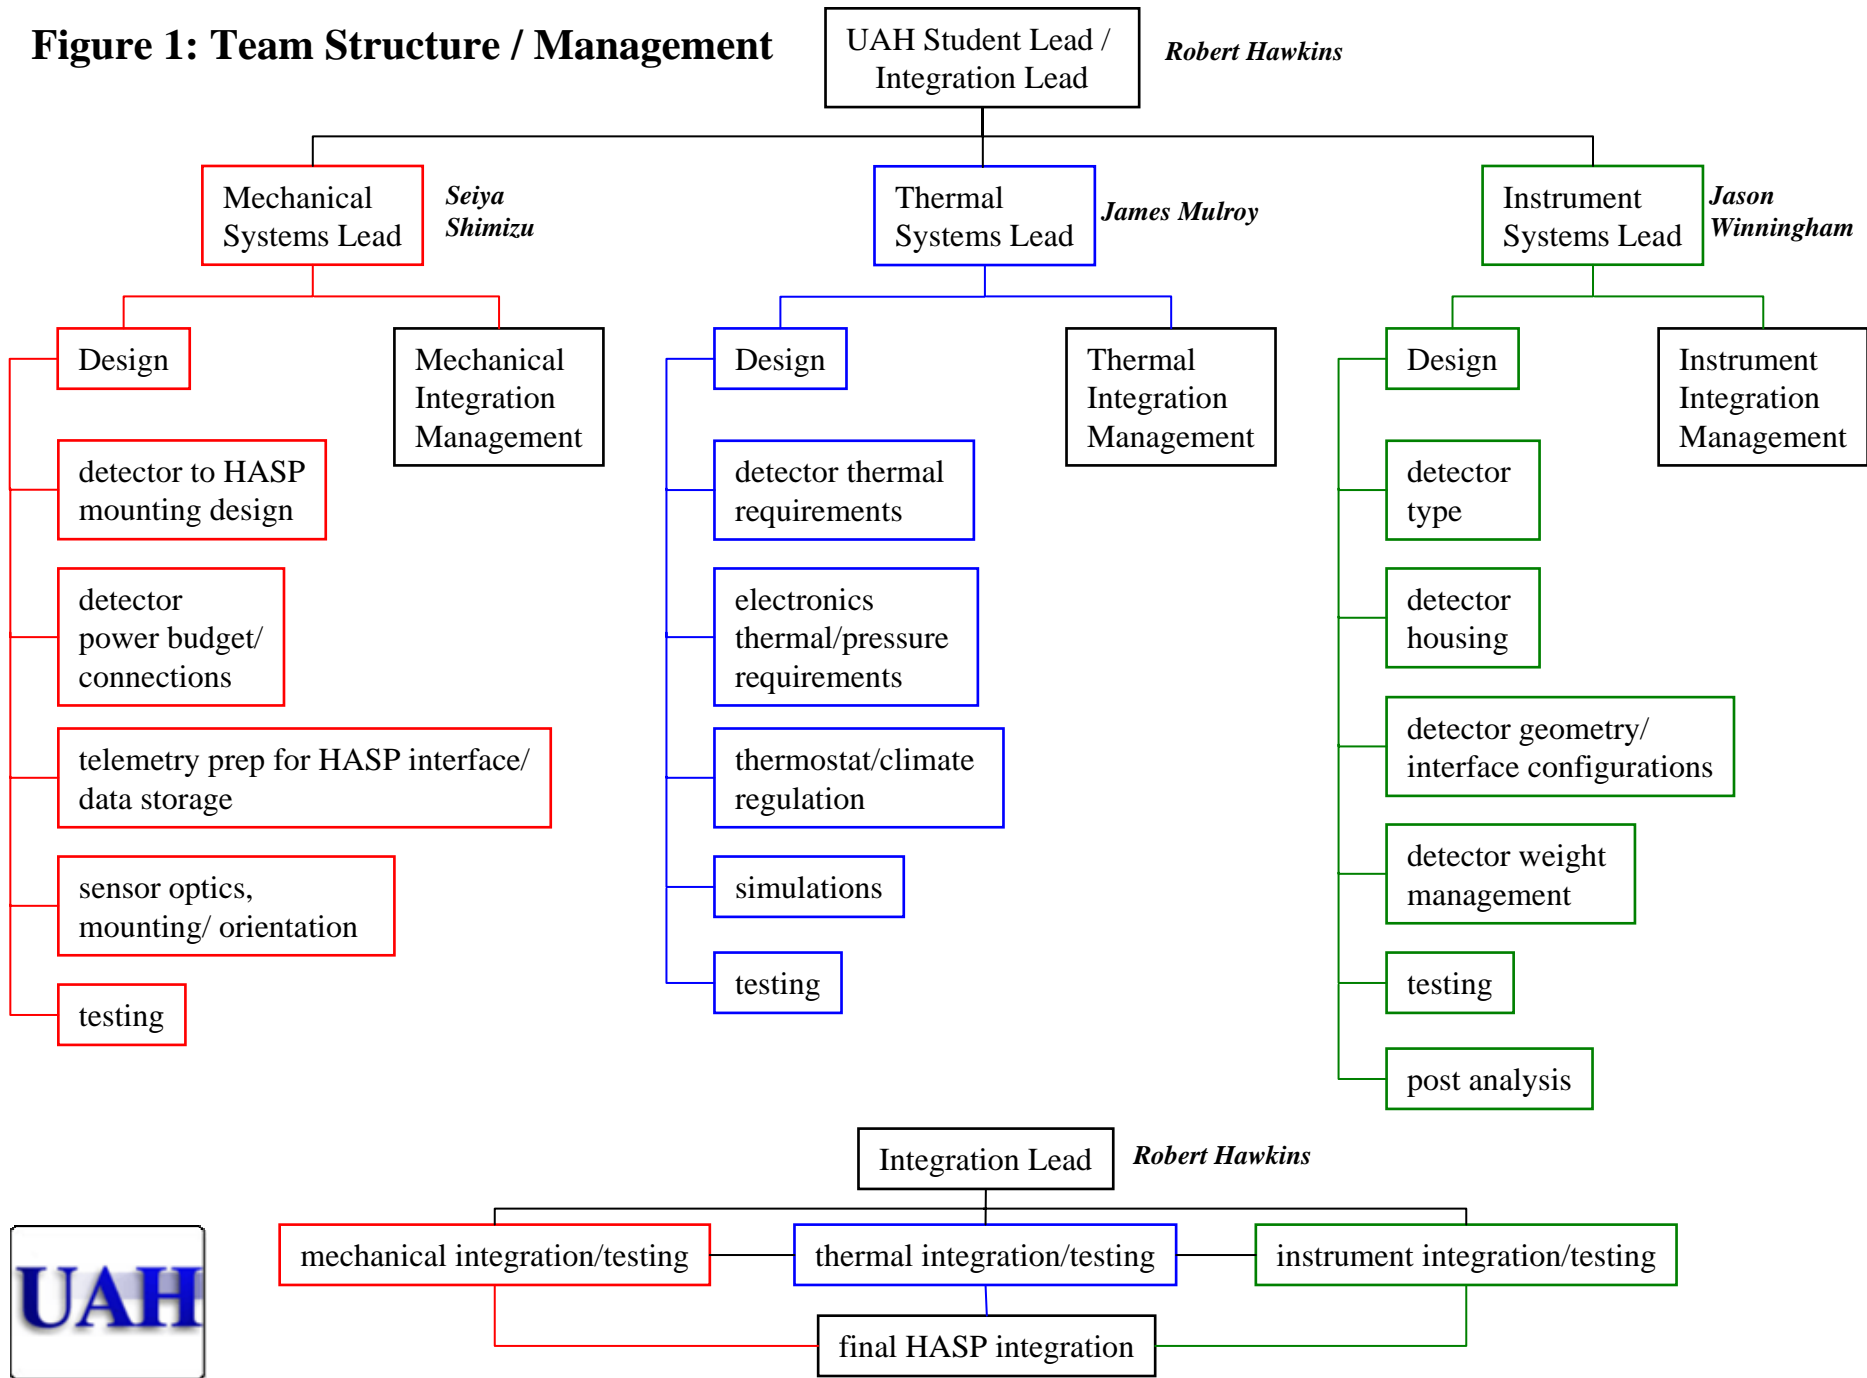 Figure 1: Team Structure / Management
UAH Student Lead /
Integration Lead
Robert Hawkins
Mechanical
Systems Lead
Seiya
Shimizu
Thermal
Systems Lead
James Mulroy
Instrument
Systems Lead
Jason
Winningham
Design
Mechanical
Integration
Management
detector to HASP
mounting design
detector
power budget/
connections
telemetry prep for HASP interface/
data storage
sensor optics,
mounting/ orientation
testing
Design
Thermal
Integration
Management
detector thermal
requirements
electronics
thermal/pressure
requirements
thermostat/climate
regulation
simulations
testing
Design
Instrument
Integration
Management
detector
type
detector
housing
detector geometry/
interface configurations
detector weight
management
testing
post analysis
Integration Lead
Robert Hawkins
mechanical integration/testing
thermal integration/testing
instrument integration/testing
final HASP integration
UAH